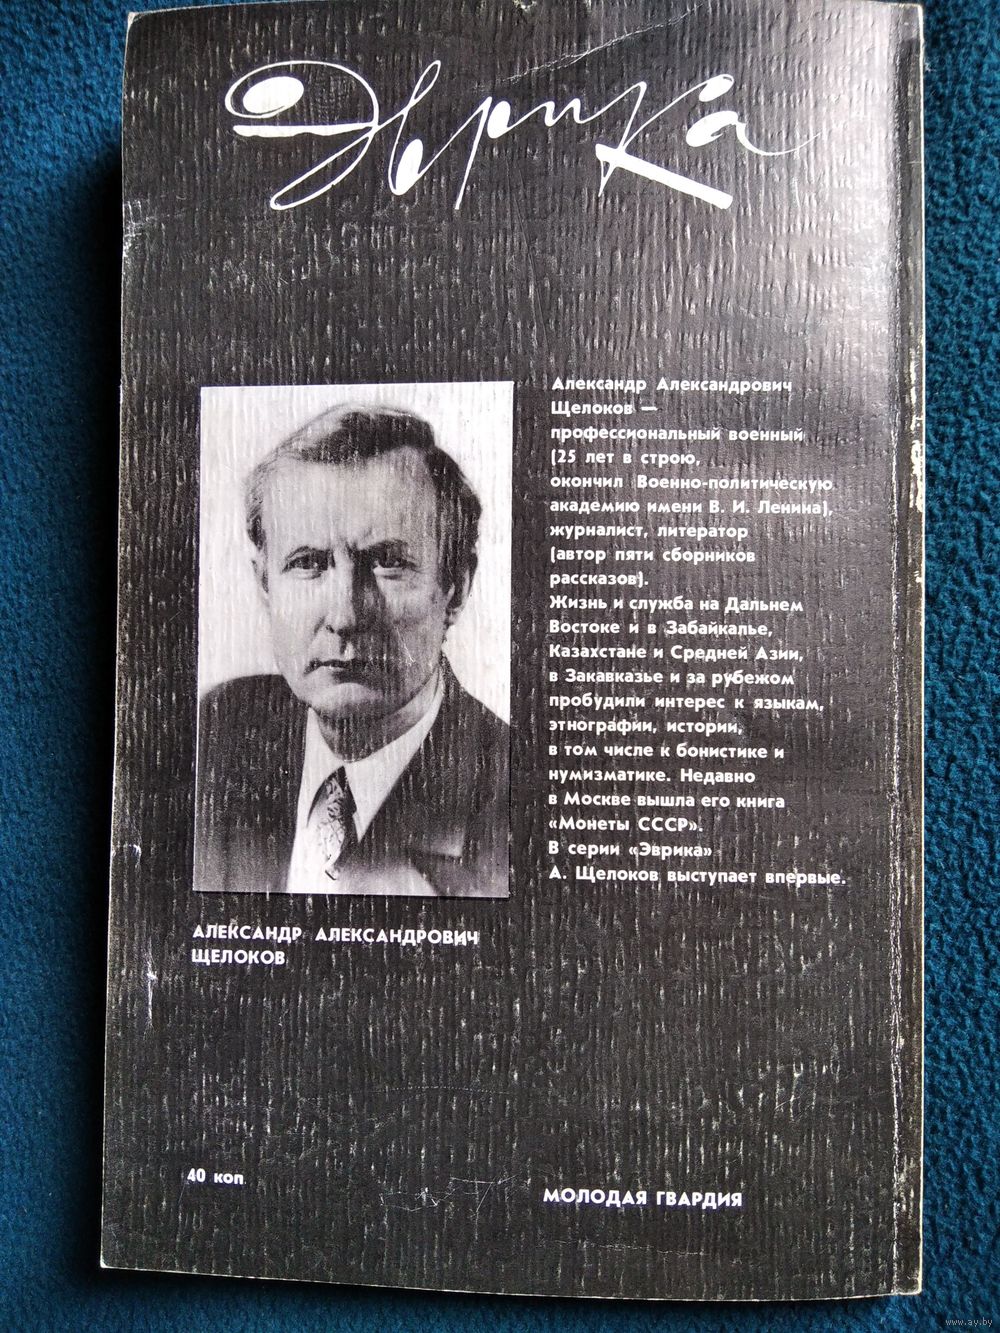 Эврика
Александр Александрович
Щелоков —
профессиональный военный
(25 лет в строю,
окончил Военно-политическую
академию имени В. И. Ленина),
журналист, литератор
(автор пяти сборников
рассказов).
Жизнь и служба на Дальнем
Востоке и в Забайкалье,
Казахстане и Средней Азии,
в Закавказье и за рубежом
пробудили интерес к языкам,
этнографии, истории,
в том числе к бонистике и
нумизматике. Недавно
в Москве вышла его книга
«Монеты СССР».
В серии «Эврика»
А. Щелоков выступает впервые.
АЛЕКСАНДР АЛЕКСАНДРОВИЧ
ЩЕЛОКОВ
40 коп.
МОЛОДАЯ ГВАРДИЯ
www.ay.by